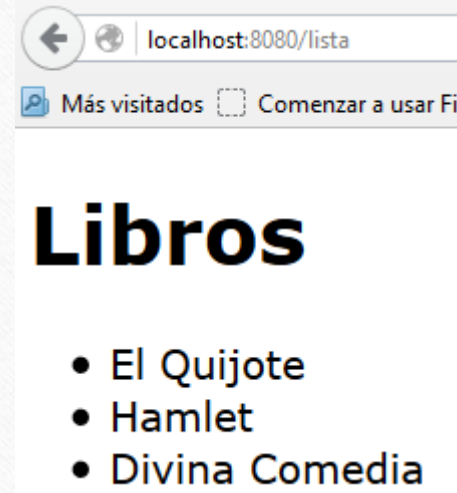 localhost:8080/lista
Más visitados Comenzar a usar Fi
Libros
• El Quijote
• Hamlet
• Divina Comedia